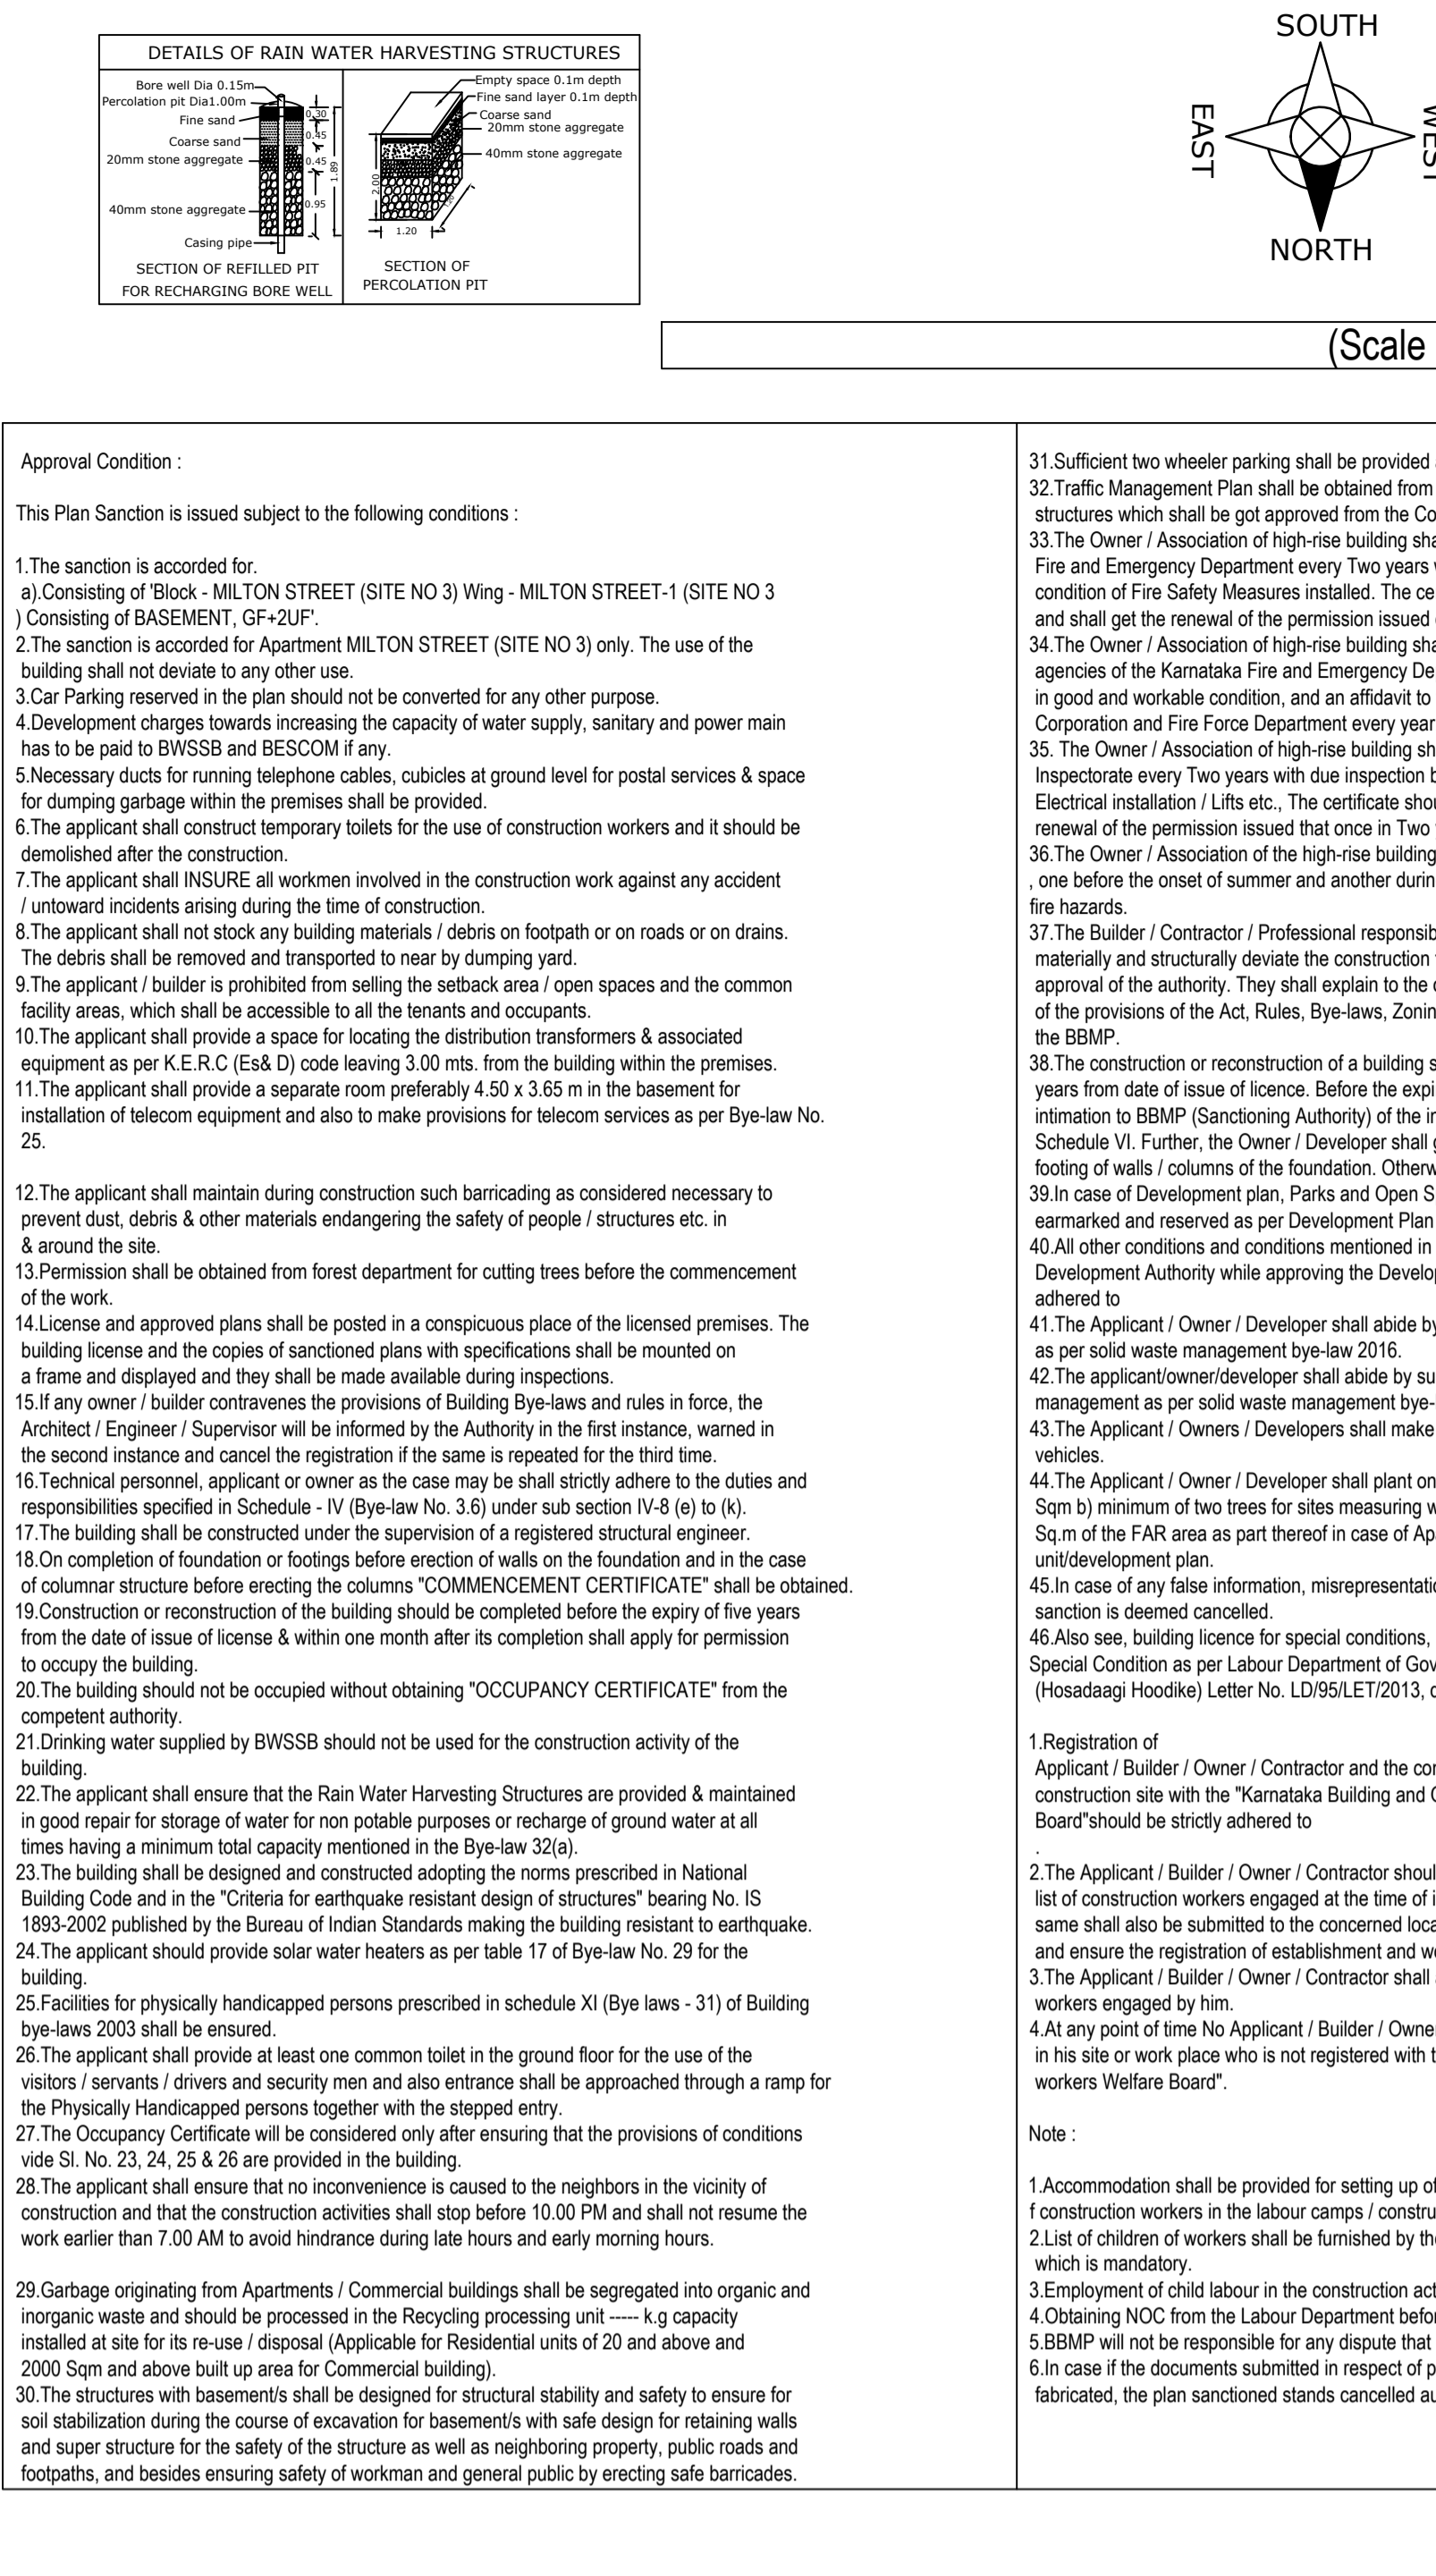 DETAILS OF RAIN WATER HARVESTING STRUCTURES
Bore well Dia 0.15m
Percolation pit Dia1.00m
Fine sand
Coarse sand
20mm stone aggregate
40mm stone aggregate
Casing pipe
0.30
0.45
0.45
0.95
1.89
SECTION OF REFILLED PIT
FOR RECHARGING BORE WELL
Empty space 0.1m depth
Fine sand layer 0.1m depth
Coarse sand
20mm stone aggregate
40mm stone aggregate
2.00
1.20
SECTION OF
PERCOLATION PIT
SOUTH
EAST
WEST
NORTH
(Scale
Approval Condition :
This Plan Sanction is issued subject to the following conditions :
1.The sanction is accorded for.
a).Consisting of 'Block - MILTON STREET (SITE NO 3) Wing - MILTON STREET-1 (SITE NO 3
) Consisting of BASEMENT, GF+2UF'.
2.The sanction is accorded for Apartment MILTON STREET (SITE NO 3) only. The use of the
building shall not deviate to any other use.
3.Car Parking reserved in the plan should not be converted for any other purpose.
4.Development charges towards increasing the capacity of water supply, sanitary and power main
has to be paid to BWSSB and BESCOM if any.
5.Necessary ducts for running telephone cables, cubicles at ground level for postal services & space
for dumping garbage within the premises shall be provided.
6.The applicant shall construct temporary toilets for the use of construction workers and it should be
demolished after the construction.
7.The applicant shall INSURE all workmen involved in the construction work against any accident
/ untoward incidents arising during the time of construction.
8.The applicant shall not stock any building materials / debris on footpath or on roads or on drains.
The debris shall be removed and transported to near by dumping yard.
9.The applicant / builder is prohibited from selling the setback area / open spaces and the common
facility areas, which shall be accessible to all the tenants and occupants.
10.The applicant shall provide a space for locating the distribution transformers & associated
equipment as per K.E.R.C (Es& D) code leaving 3.00 mts. from the building within the premises.
11.The applicant shall provide a separate room preferably 4.50 x 3.65 m in the basement for
installation of telecom equipment and also to make provisions for telecom services as per Bye-law No.
25.
12.The applicant shall maintain during construction such barricading as considered necessary to
prevent dust, debris & other materials endangering the safety of people / structures etc. in
& around the site.
13.Permission shall be obtained from forest department for cutting trees before the commencement
of the work.
14.License and approved plans shall be posted in a conspicuous place of the licensed premises. The
building license and the copies of sanctioned plans with specifications shall be mounted on
a frame and displayed and they shall be made available during inspections.
15.If any owner / builder contravenes the provisions of Building Bye-laws and rules in force, the
Architect / Engineer / Supervisor will be informed by the Authority in the first instance, warned in
the second instance and cancel the registration if the same is repeated for the third time.
16.Technical personnel, applicant or owner as the case may be shall strictly adhere to the duties and
responsibilities specified in Schedule - IV (Bye-law No. 3.6) under sub section IV-8 (e) to (k).
17.The building shall be constructed under the supervision of a registered structural engineer.
18.On completion of foundation or footings before erection of walls on the foundation and in the case
of columnar structure before erecting the columns "COMMENCEMENT CERTIFICATE" shall be obtained.
19.Construction or reconstruction of the building should be completed before the expiry of five years
from the date of issue of license & within one month after its completion shall apply for permission
to occupy the building.
20.The building should not be occupied without obtaining "OCCUPANCY CERTIFICATE" from the
competent authority.
21.Drinking water supplied by BWSSB should not be used for the construction activity of the
building.
22.The applicant shall ensure that the Rain Water Harvesting Structures are provided & maintained
in good repair for storage of water for non potable purposes or recharge of ground water at all
times having a minimum total capacity mentioned in the Bye-law 32(a).
23.The building shall be designed and constructed adopting the norms prescribed in National
Building Code and in the "Criteria for earthquake resistant design of structures" bearing No. IS
1893-2002 published by the Bureau of Indian Standards making the building resistant to earthquake.
24.The applicant should provide solar water heaters as per table 17 of Bye-law No. 29 for the
building.
25.Facilities for physically handicapped persons prescribed in schedule XI (Bye laws - 31) of Building
bye-laws 2003 shall be ensured.
26.The applicant shall provide at least one common toilet in the ground floor for the use of the
visitors / servants / drivers and security men and also entrance shall be approached through a ramp for
the Physically Handicapped persons together with the stepped entry.
27.The Occupancy Certificate will be considered only after ensuring that the provisions of conditions
vide Sl. No. 23, 24, 25 & 26 are provided in the building.
28.The applicant shall ensure that no inconvenience is caused to the neighbors in the vicinity of
construction and that the construction activities shall stop before 10.00 PM and shall not resume the
work earlier than 7.00 AM to avoid hindrance during late hours and early morning hours.
29.Garbage originating from Apartments / Commercial buildings shall be segregated into organic and
inorganic waste and should be processed in the Recycling processing unit ----- k.g capacity
installed at site for its re-use / disposal (Applicable for Residential units of 20 and above and
2000 Sqm and above built up area for Commercial building).
30.The structures with basement/s shall be designed for structural stability and safety to ensure for
soil stabilization during the course of excavation for basement/s with safe design for retaining walls
and super structure for the safety of the structure as well as neighboring property, public roads and
footpaths, and besides ensuring safety of workman and general public by erecting safe barricades.
31.Sufficient two wheeler parking shall be provided
32.Traffic Management Plan shall be obtained from
structures which shall be got approved from the Co
33.The Owner / Association of high-rise building sha
Fire and Emergency Department every Two years
condition of Fire Safety Measures installed. The ce
and shall get the renewal of the permission issued
34.The Owner / Association of high-rise building sha
agencies of the Karnataka Fire and Emergency De
in good and workable condition, and an affidavit to
Corporation and Fire Force Department every year
35. The Owner / Association of high-rise building sh
Inspectorate every Two years with due inspection b
Electrical installation / Lifts etc., The certificate shou
renewal of the permission issued that once in Two
36.The Owner / Association of the high-rise building
, one before the onset of summer and another durin
fire hazards.
37.The Builder / Contractor / Professional responsib
materially and structurally deviate the construction
approval of the authority. They shall explain to the
of the provisions of the Act, Rules, Bye-laws, Zonin
the BBMP.
38.The construction or reconstruction of a building s
years from date of issue of licence. Before the expi
intimation to BBMP (Sanctioning Authority) of the in
Schedule VI. Further, the Owner / Developer shall g
footing of walls / columns of the foundation. Otherw
39.In case of Development plan, Parks and Open S
earmarked and reserved as per Development Plan
40.All other conditions and conditions mentioned in
Development Authority while approving the Develop
adhered to
41.The Applicant / Owner / Developer shall abide by
as per solid waste management bye-law 2016.
42.The applicant/owner/developer shall abide by su
management as per solid waste management bye-
43.The Applicant / Owners / Developers shall make
vehicles.
44.The Applicant / Owner / Developer shall plant on
Sqm b) minimum of two trees for sites measuring w
Sq.m of the FAR area as part thereof in case of Apa
unit/development plan.
45.In case of any false information, misrepresentatio
sanction is deemed cancelled.
46.Also see, building licence for special conditions,
Special Condition as per Labour Department of Gov
(Hosadaagi Hoodike) Letter No. LD/95/LET/2013, d
1.Registration of
Applicant / Builder / Owner / Contractor and the con
construction site with the "Karnataka Building and C
Board"should be strictly adhered to
.
2.The Applicant / Builder / Owner / Contractor shoul
list of construction workers engaged at the time of i
same shall also be submitted to the concerned loca
and ensure the registration of establishment and wo
3.The Applicant / Builder / Owner / Contractor shall
workers engaged by him.
4.At any point of time No Applicant / Builder / Owner
in his site or work place who is not registered with t
workers Welfare Board".
Note :
1.Accommodation shall be provided for setting up of
f construction workers in the labour camps / constru
2.List of children of workers shall be furnished by the
which is mandatory.
3.Employment of child labour in the construction act
4.Obtaining NOC from the Labour Department befor
5.BBMP will not be responsible for any dispute that
6.In case if the documents submitted in respect of p
fabricated, the plan sanctioned stands cancelled au